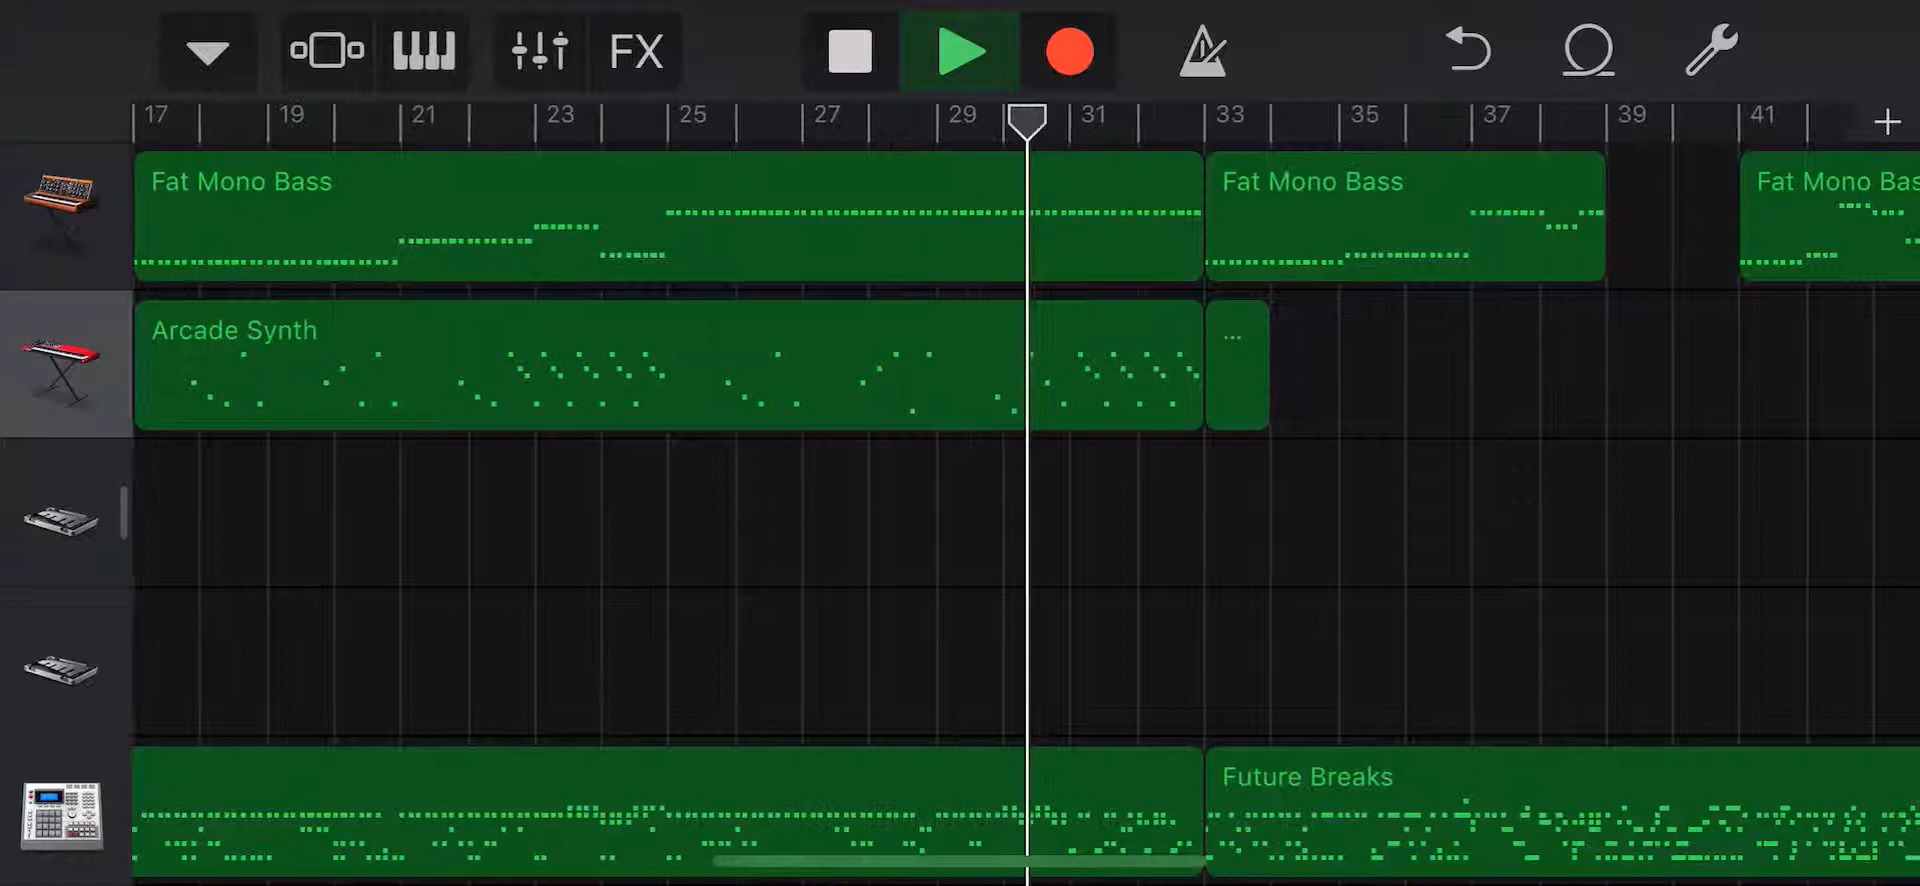 FX
17 19 21 23 25 27 29 31 33 35 37 39 41
Fat Mono Bass Fat Mono Bass Fat Mono Bas
Arcade Synth ...
Future Breaks